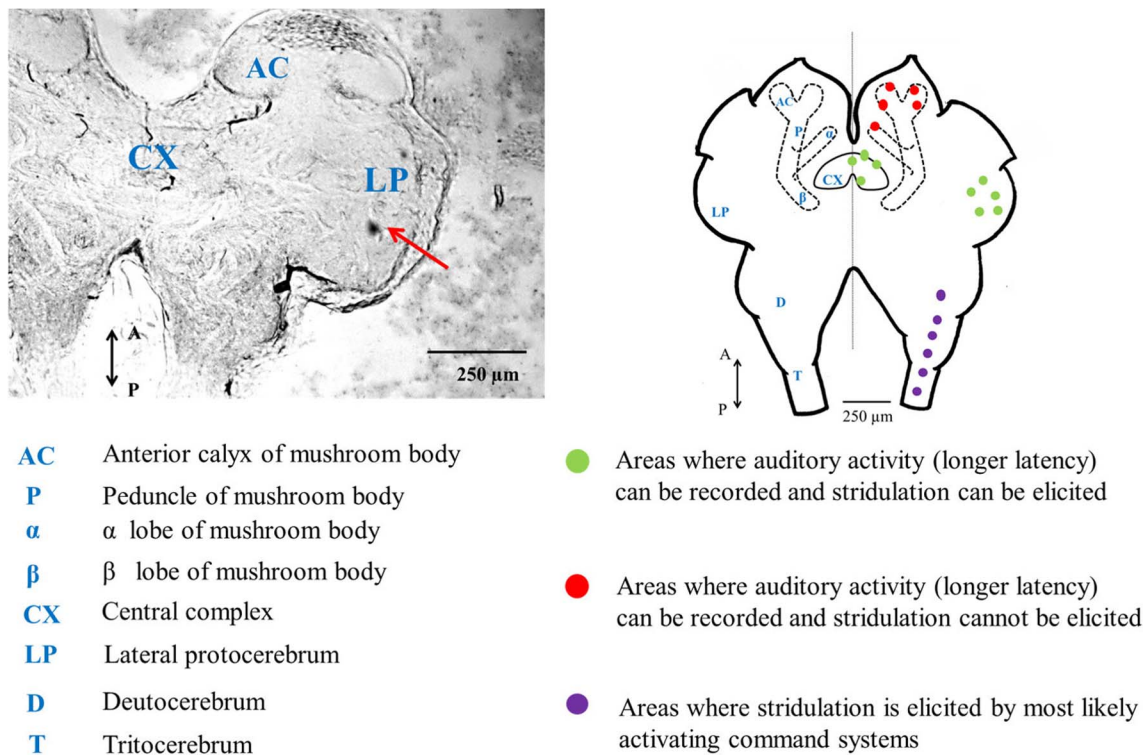 AC
CX
LP
A
P
250 µm
AC
P
α
CX
β
LP
D
T
A
P
250 µm
AC Anterior calyx of mushroom body
P Peduncle of mushroom body
α α lobe of mushroom body
β β lobe of mushroom body
CX Central complex
LP Lateral protocerebrum
D Deutocerebrum
T Tritocerebrum
Areas where auditory activity (longer latency)
can be recorded and stridulation can be elicited
Areas where auditory activity (longer latency)
can be recorded and stridulation cannot be elicited
Areas where stridulation is elicited by most likely
activating command systems